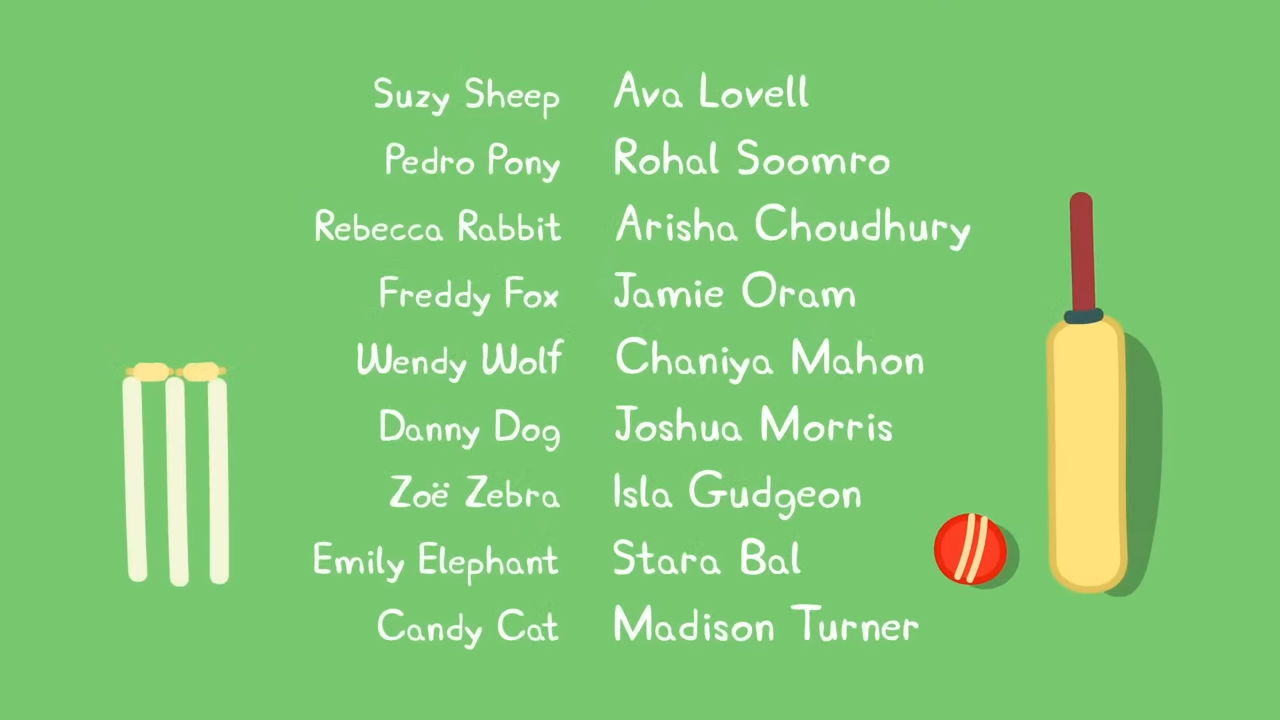 Suzy Sheep Ava Lovell
Pedro Pony Rohal Soomro
Rebecca Rabbit Arisha Choudhury
Freddy Fox Jamie Oram
Wendy Wolf Chaniya Mahon
Danny Dog Joshua Morris
Zoë Zebra Isla Gudgeon
Emily Elephant Stara Bal
Candy Cat Madison Turner